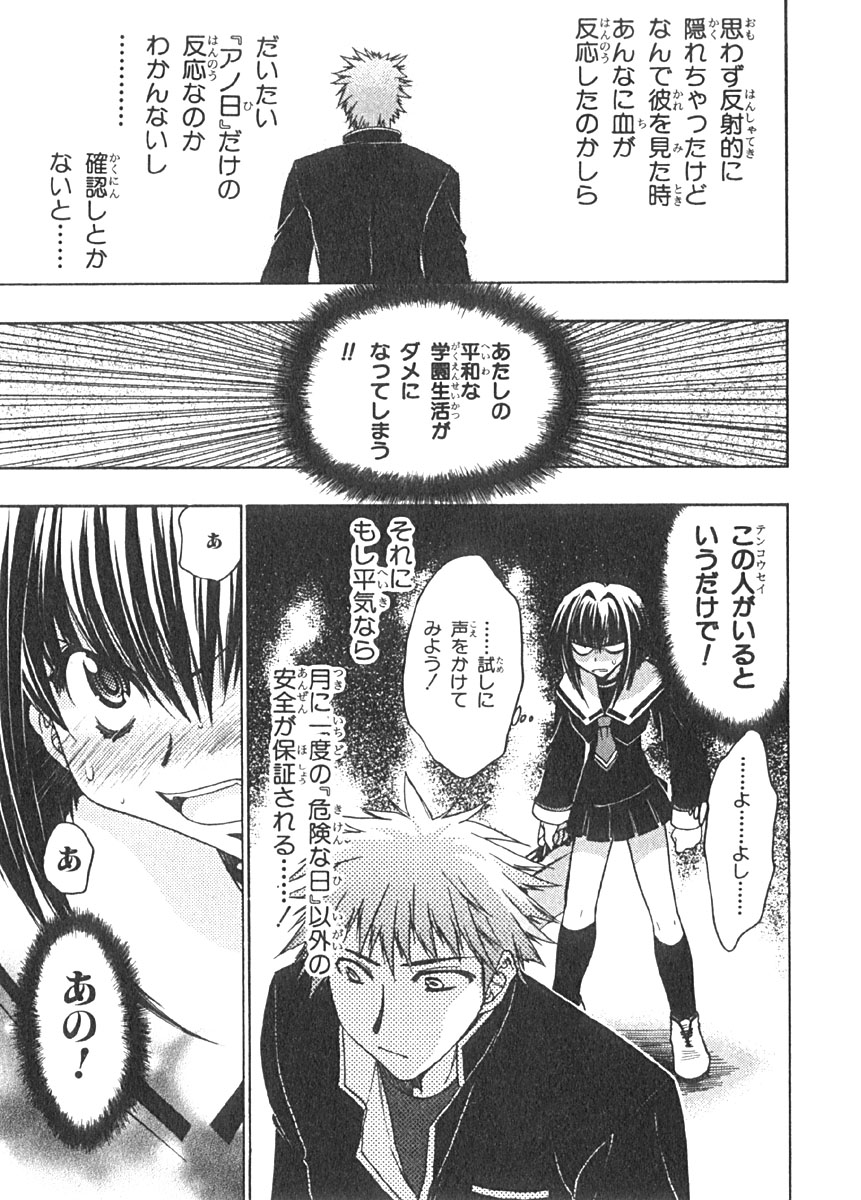 思わず反射的に
隠れちゃったけど
なんで彼を見た時
あんなに血が
反応したのかしら
だいたい
『アノ日』だけの
反応なのか
わかんないし
…………
確認しとか
ないと……
あたしの
平和な
学園生活が
ダメに
なってしまう
!!
この人がいると
いうだけで！
……よ……よし……
……試しに
声をかけて
みよう！
それに
もし平気なら
月に一度の『危険な日』以外の
安全が保証される……！
ぁ
あ
あの！